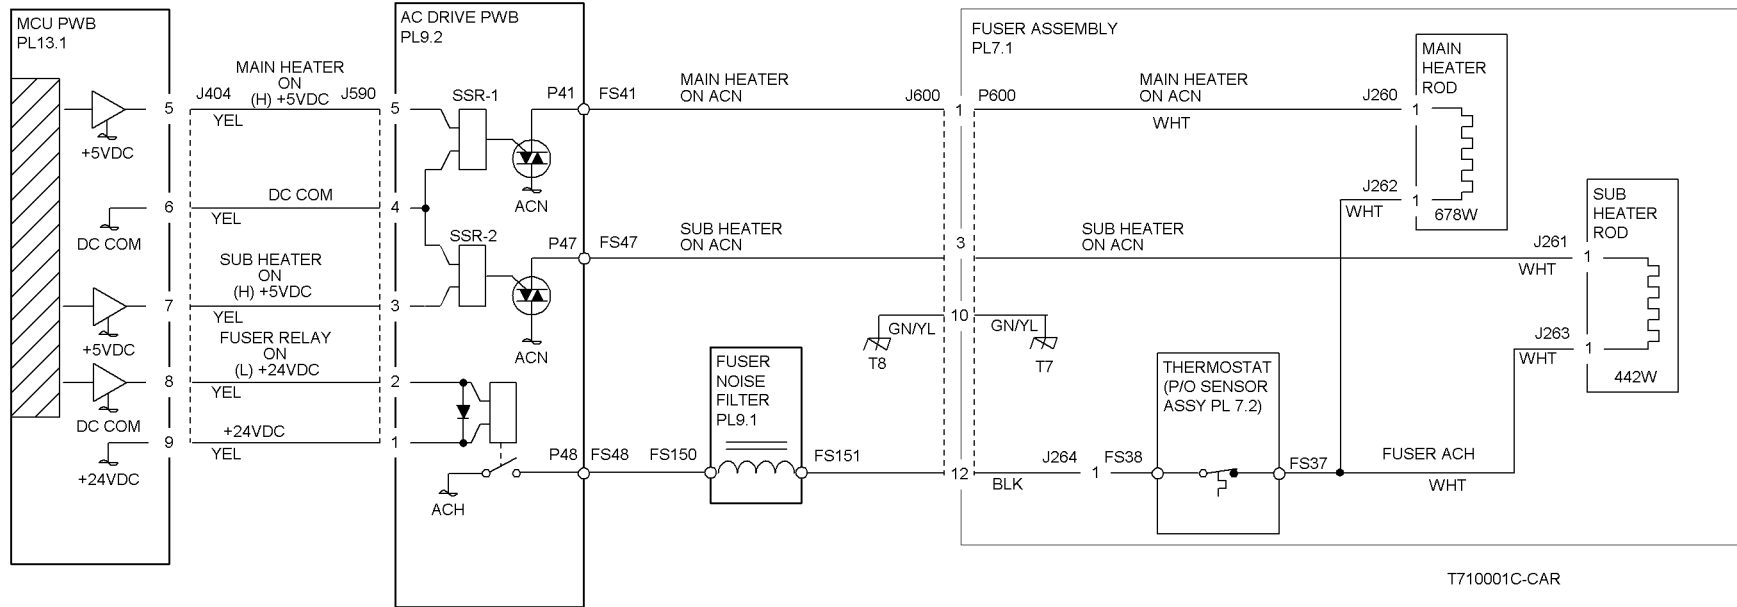 MCU PWB
PL13.1
5
+5VDC
6
DC COM
7
+5VDC
8
DC COM
9
+24VDC
J404
MAIN HEATER
ON
(H) +5VDC
J590
YEL
DC COM
YEL
SUB HEATER
ON
(H) +5VDC
YEL
FUSER RELAY
ON
(L) +24VDC
YEL
+24VDC
YEL
AC DRIVE PWB
PL9.2
5
SSR-1
P41
ACN
4
SSR-2
P47
3
ACN
2
1
P48
ACH
FS41
MAIN HEATER
ON ACN
J600
FS47
SUB HEATER
ON ACN
GN/YL
T8
FUSER
NOISE
FILTER
PL9.1
FS48
FS150
FS151
FUSER ASSEMBLY
PL7.1
1
P600
MAIN HEATER
ON ACN
WHT
J260
3
SUB HEATER
ON ACN
J261
WHT
10
GN/YL
T7
12
BLK
J264
1
FS38
THERMOSTAT
(P/O SENSOR
ASSY PL 7.2)
FS37
FUSER ACH
WHT
J262
WHT
MAIN
HEATER
ROD
1
1
678W
J263
WHT
SUB
HEATER
ROD
1
1
442W
T710001C-CAR